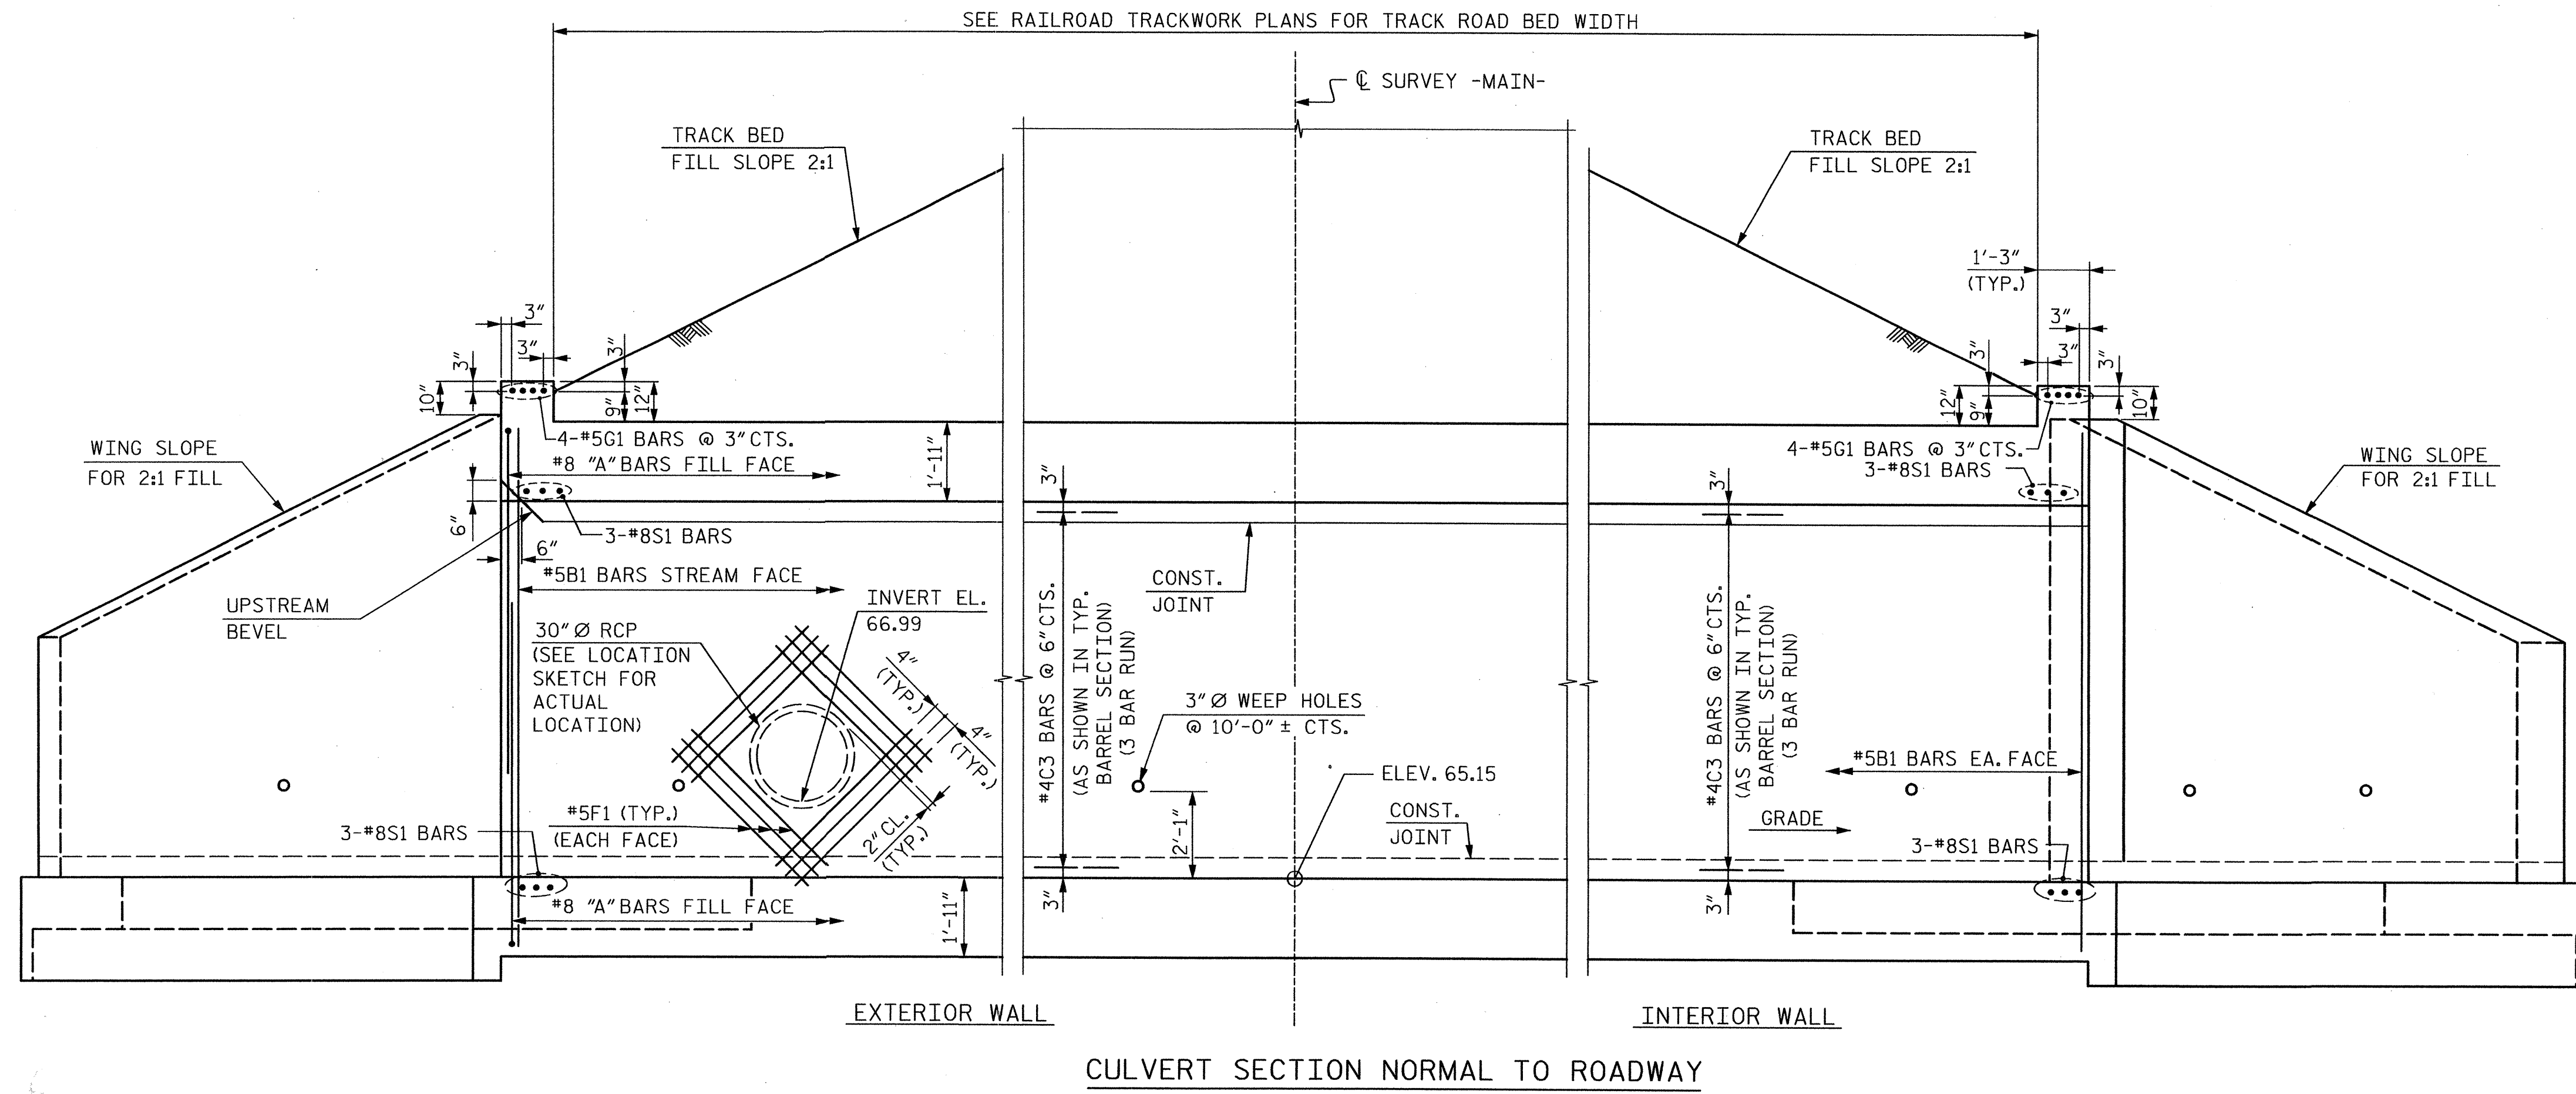 SEE RAILROAD TRACKWORK PLANS FOR TRACK ROAD BED WIDTH
℄ SURVEY -MAIN-
TRACK BED
FILL SLOPE 2:1
TRACK BED
FILL SLOPE 2:1
1'-3"
(TYP.)
3"
3"
3"
3"
10"
9"
12"
3"
3"
3"
3"
12"
9"
10"
WING SLOPE
FOR 2:1 FILL
4-#5G1 BARS @ 3" CTS.
#8 "A" BARS FILL FACE
1'-11"
3"
4-#5G1 BARS @ 3" CTS.
3-#8S1 BARS
3"
WING SLOPE
FOR 2:1 FILL
6"
6"
3-#8S1 BARS
#5B1 BARS STREAM FACE
UPSTREAM
BEVEL
INVERT EL.
66.99
30" Ø RCP
(SEE LOCATION
SKETCH FOR
ACTUAL
LOCATION)
4"
(TYP.)
4"
(TYP.)
2" CL.
(TYP.)
#4C3 BARS @ 6" CTS.
(AS SHOWN IN TYP.
BARREL SECTION)
(3 BAR RUN)
CONST.
JOINT
3" Ø WEEP HOLES
@ 10'-0" ± CTS.
2'-1"
ELEV. 65.15
CONST.
JOINT
#4C3 BARS @ 6" CTS.
(AS SHOWN IN TYP.
BARREL SECTION)
(3 BAR RUN)
#5B1 BARS EA. FACE
GRADE
3-#8S1 BARS
#5F1 (TYP.)
(EACH FACE)
3-#8S1 BARS
#8 "A" BARS FILL FACE
1'-11"
3"
3"
EXTERIOR WALL
INTERIOR WALL
CULVERT SECTION NORMAL TO ROADWAY